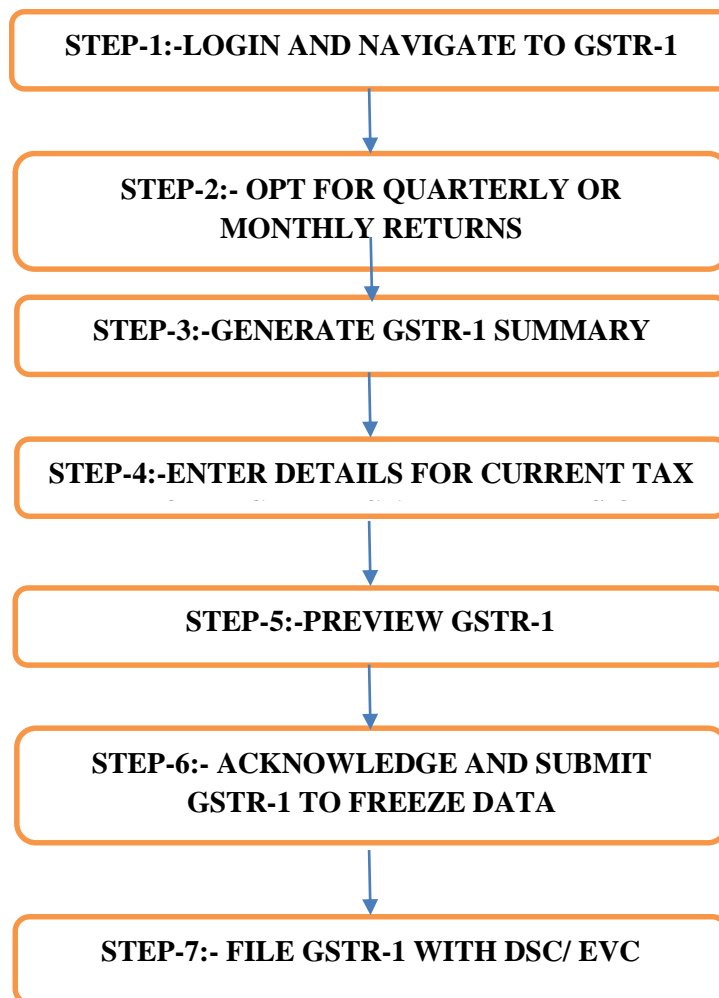 STEP-1:-LOGIN AND NAVIGATE TO GSTR-1
STEP-2:- OPT FOR QUARTERLY OR
MONTHLY RETURNS
STEP-3:-GENERATE GSTR-1 SUMMARY
STEP-4:-ENTER DETAILS FOR CURRENT TAX
STEP-5:-PREVIEW GSTR-1
STEP-6:- ACKNOWLEDGE AND SUBMIT
GSTR-1 TO FREEZE DATA
STEP-7:- FILE GSTR-1 WITH DSC/ EVC